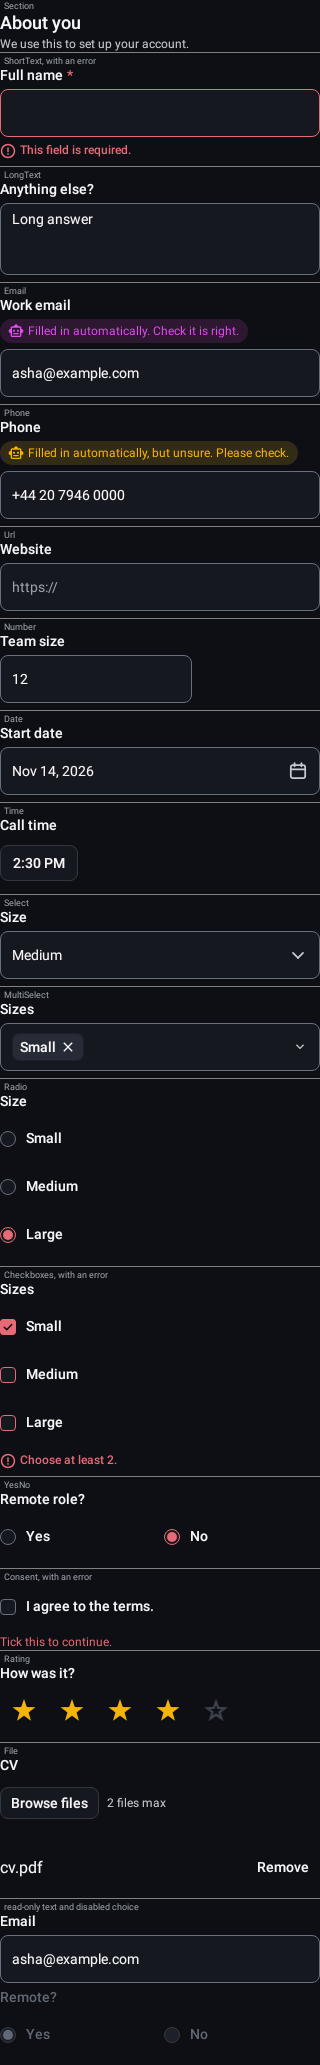 Section
About you
We use this to set up your account.
ShortText, with an error
Full name *
This field is required.
LongText
Anything else?
Long answer
Email
Work email
Filled in automatically. Check it is right.
asha@example.com
Phone
Phone
Filled in automatically, but unsure. Please check.
+44 20 7946 0000
Url
Website
https://
Number
Team size
12
Date
Start date
Nov 14, 2026
Time
Call time
2:30 PM
Select
Size
Medium
MultiSelect
Sizes
Small
Radio
Size
Small
Medium
Large
Checkboxes, with an error
Sizes
Small
Medium
Large
Choose at least 2.
YesNo
Remote role?
Yes No
Consent, with an error
I agree to the terms.
Tick this to continue.
Rating
How was it?
File
CV
Browse files 2 files max
cv.pdf Remove
read-only text and disabled choice
Email
asha@example.com
Remote?
Yes No